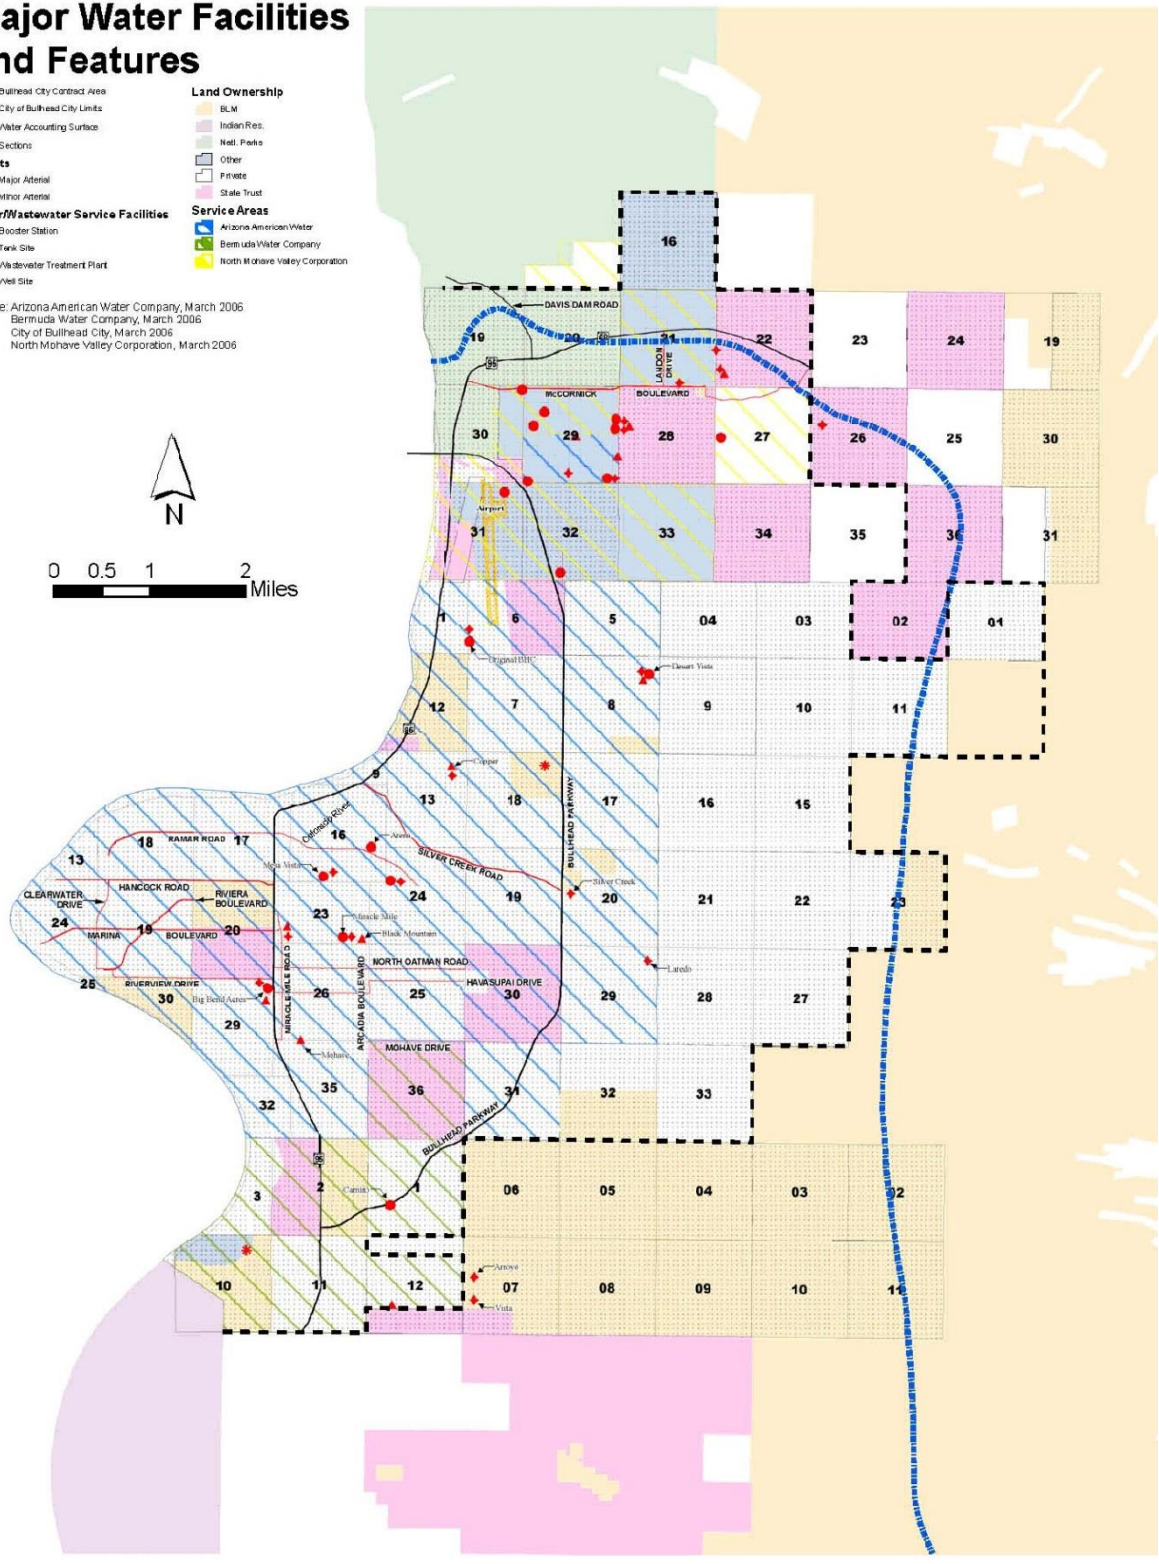 ajor Water Facilities
nd Features
Bullhead City Contract Area
City of Bullhead City Limits
Water Accounting Surface
Sections
ts
Major Arterial
Minor Arterial
r/Wastewater Service Facilities
Booster Station
Tank Site
Wastewater Treatment Plant
Well Site
Land Ownership
BLM
Indian Res.
Natl. Parks
Other
Private
State Trust
Service Areas
Arizona American Water
Bermuda Water Company
North Mohave Valley Corporation
e: Arizona American Water Company, March 2006
Bermuda Water Company, March 2006
City of Bullhead City, March 2006
North Mohave Valley Corporation, March 2006
N
0 0.5 1 2
Miles
16
DAVIS DAM ROAD
19 20 21 22 23 24 19
LANDON
DRIVE
95
McCORMICK BOULEVARD
30 29 28 27 26 25 30
Airport
31 32 33 34 35 36 31
1 6 5 04 03 02 01
Original BHC
Desert Vista
12 7 8 9 10 11
Copper
9 13 18 17 16 15
BULLHEAD PARKWAY
Colorado River
18 RAMAR ROAD 17 16
Arena
13
Mesa Vista
SILVER CREEK ROAD
HANCOCK ROAD
CLEARWATER
DRIVE
RIVIERA
BOULEVARD
Silver Creek
24 19 20 21 22 23
24 23
Miracle Mile
MARINA 19 BOULEVARD 20
Black Mountain
NORTH OATMAN ROAD
Laredo
25 RIVERVIEW DRIVE
HAVASUPAI DRIVE
30 26 25 30 29 28 27
Big Bend Acres
MIRACLE MILE ROAD
ARCADIA BOULEVARD
29
MOHAVE DRIVE
Mohave
32 35 36 31 32 33
BULLHEAD PARKWAY
95
3 2 1 06 05 04 03 02
Camino
Arroyo
10 11 12 07 08 09 10 11
Vista